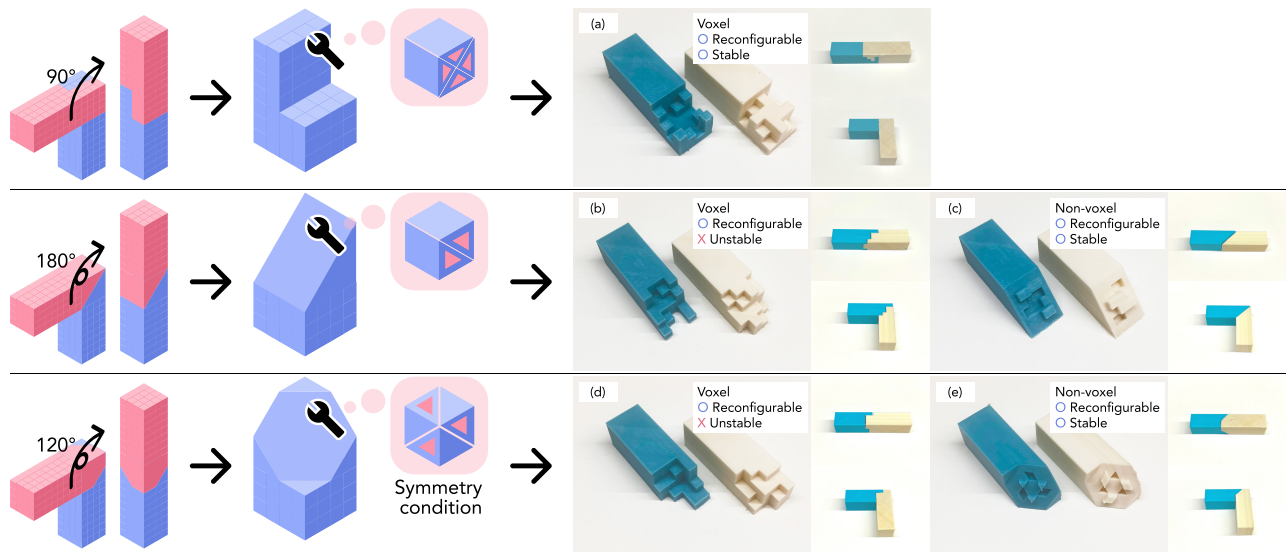 90°
(a)
Voxel
O Reconfigurable
O Stable
180°
(b)
Voxel
O Reconfigurable
X Unstable
(c)
Non-voxel
O Reconfigurable
O Stable
120°
Symmetry
condition
(d)
Voxel
O Reconfigurable
X Unstable
(e)
Non-voxel
O Reconfigurable
O Stable